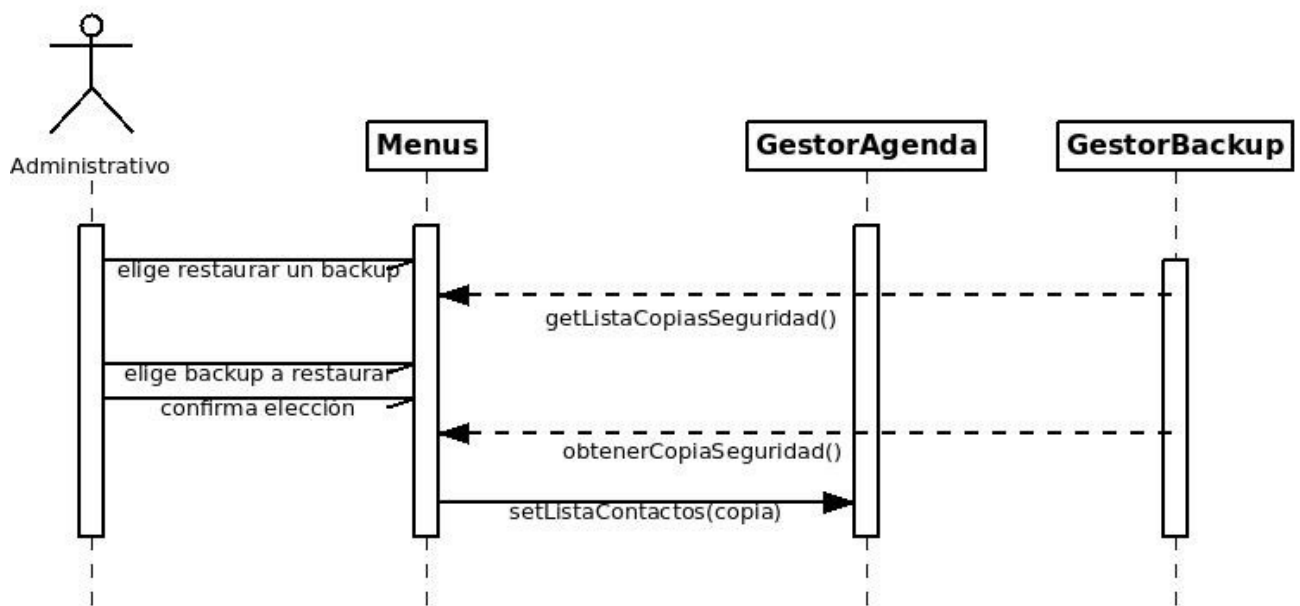 Administrativo
Menus
GestorAgenda
GestorBackup
elige restaurar un backup
getListaCopiasSeguridad()
elige backup a restaurar
confirma elección
obtenerCopiaSeguridad()
setListaContactos(copia)